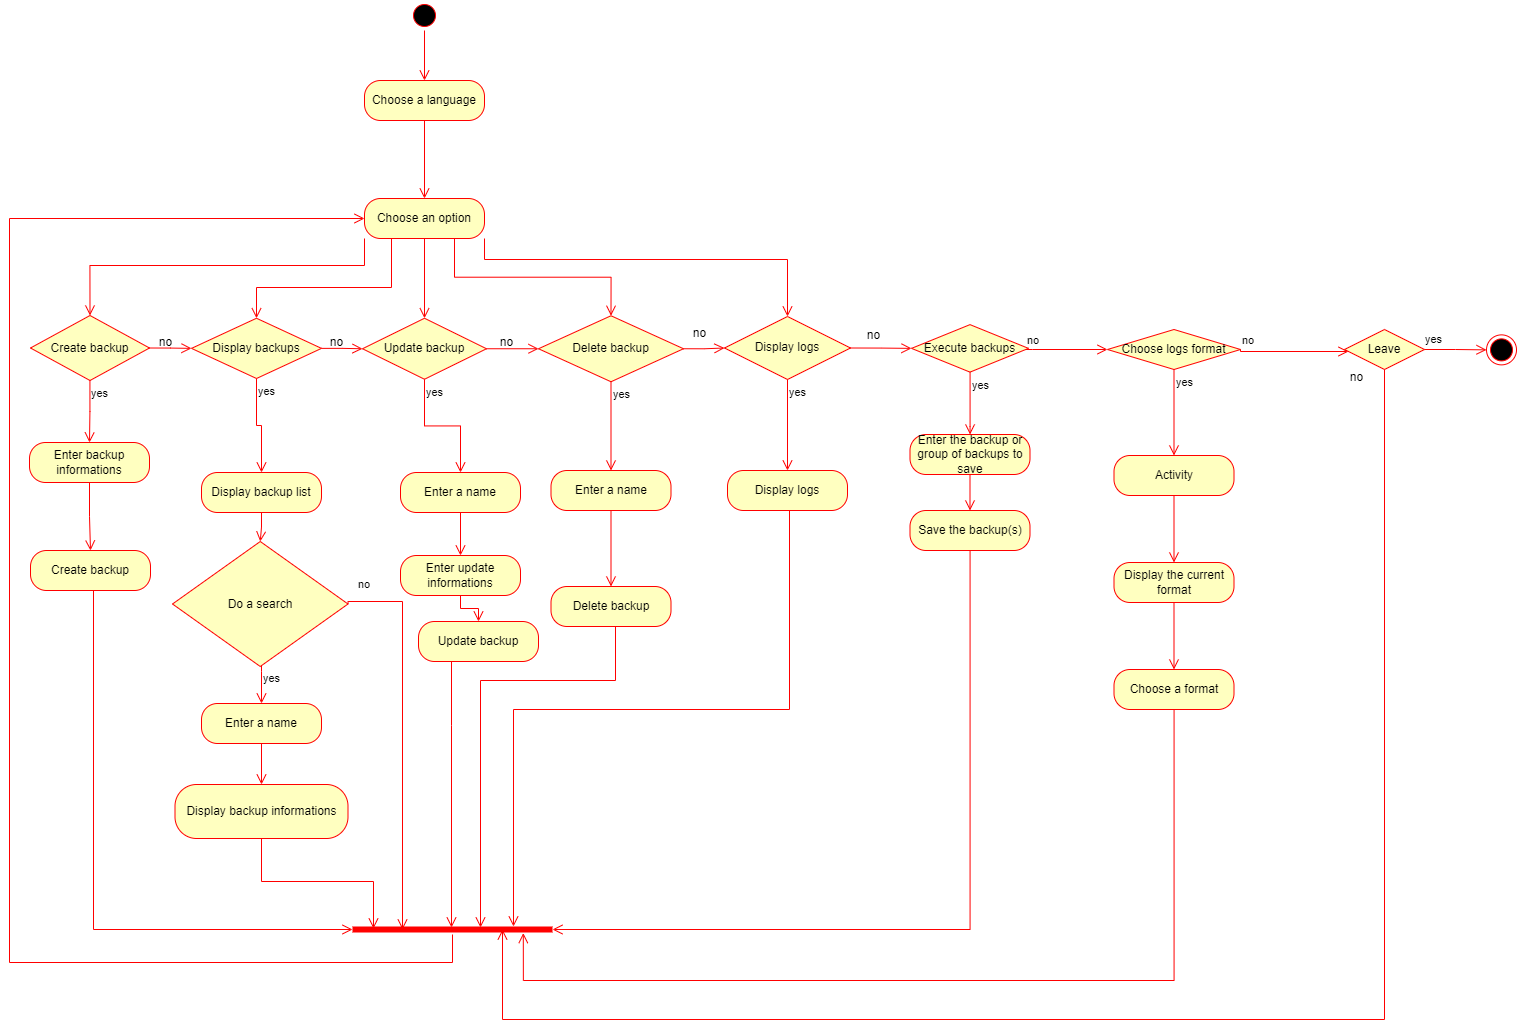 Choose a language
Choose an option
Create backup
no
Display backups
no
Update backup
no
Delete backup
no
Display logs
no
Execute backups
no
Choose logs format
no
Leave
yes
no
yes
yes
yes
yes
yes
yes
yes
Enter backup
informations
Display backup list
Enter a name
Enter a name
Display logs
Enter the backup or
group of backups to
save
Activity
Save the backup(s)
Create backup
Do a search
no
Enter update
informations
Delete backup
Display the current
format
Update backup
yes
Enter a name
Choose a format
Display backup informations